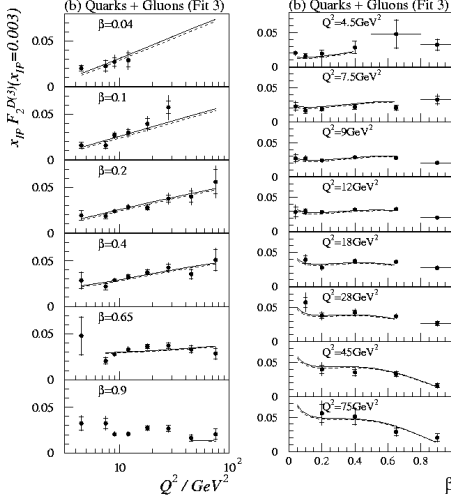 (b) Quarks + Gluons (Fit 3)
x_IP F_2^D(3)(x_IP=0.003)
β=0.04
0.05
0
β=0.1
0.05
0
β=0.2
0.05
0
β=0.4
0.05
0
β=0.65
0.05
0
β=0.9
0.05
0
10
10²
Q² / GeV²
(b) Quarks + Gluons (Fit 3)
Q²=4.5GeV²
0.05
0
Q²=7.5GeV²
0.05
0
Q²=9GeV²
0.05
0
Q²=12GeV²
0.05
0
Q²=18GeV²
0.05
0
Q²=28GeV²
0.05
0
Q²=45GeV²
0.05
0
Q²=75GeV²
0.05
0
0 0.2 0.4 0.6 0.8
β